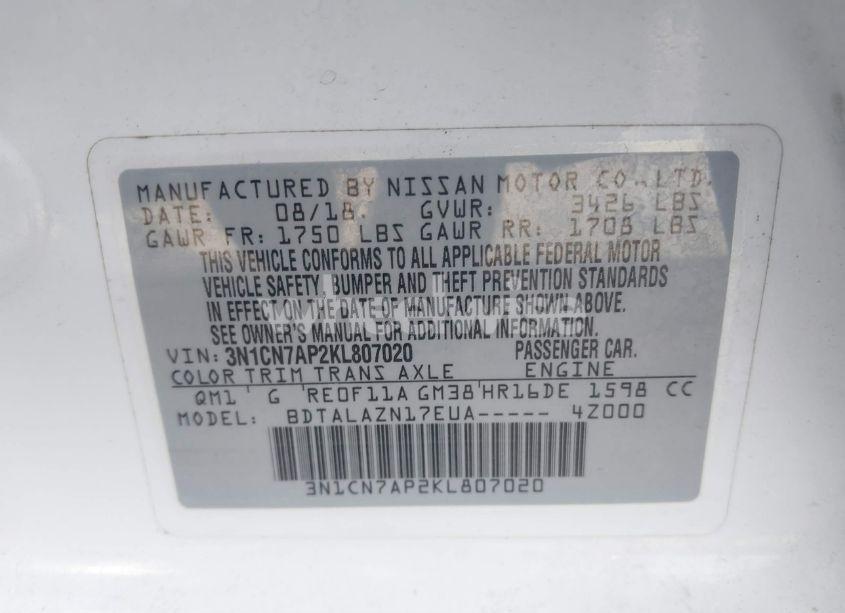 MANUFACTURED BY NISSAN MOTOR CO., LTD.
DATE: 08/18. GVWR: 3426 LBS
GAWR FR: 1750 LBS GAWR RR: 1708 LBS
THIS VEHICLE CONFORMS TO ALL APPLICABLE FEDERAL MOTOR
VEHICLE SAFETY, BUMPER AND THEFT PREVENTION STANDARDS
IN EFFECT ON THE DATE OF MANUFACTURE SHOWN ABOVE.
SEE OWNER'S MANUAL FOR ADDITIONAL INFORMATION.
VIN: 3N1CN7AP2KL807020 PASSENGER CAR.
COLOR TRIM TRANS AXLE ENGINE
QM1 G RE0F11A GM38 HR16DE 1598 CC
MODEL: BDTALAZN17EUA----- 4Z000
3N1CN7AP2KL807020